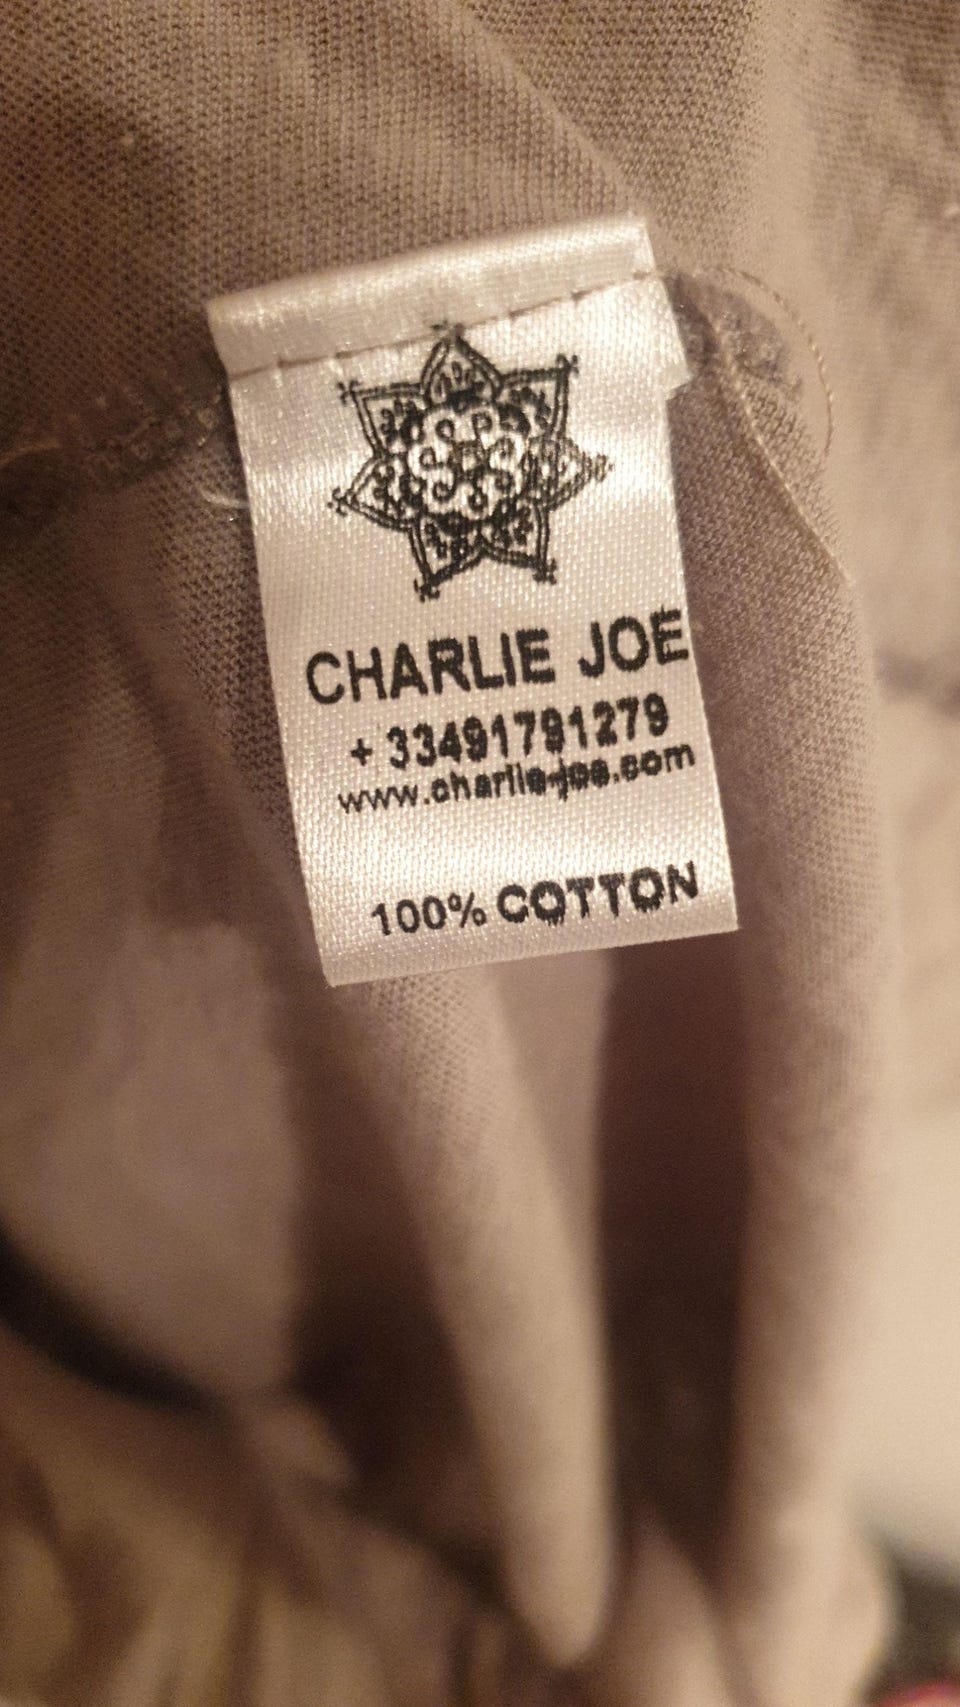 CHARLIE JOE
+ 33491791279
www.charlie-joe.com
100% COTTON